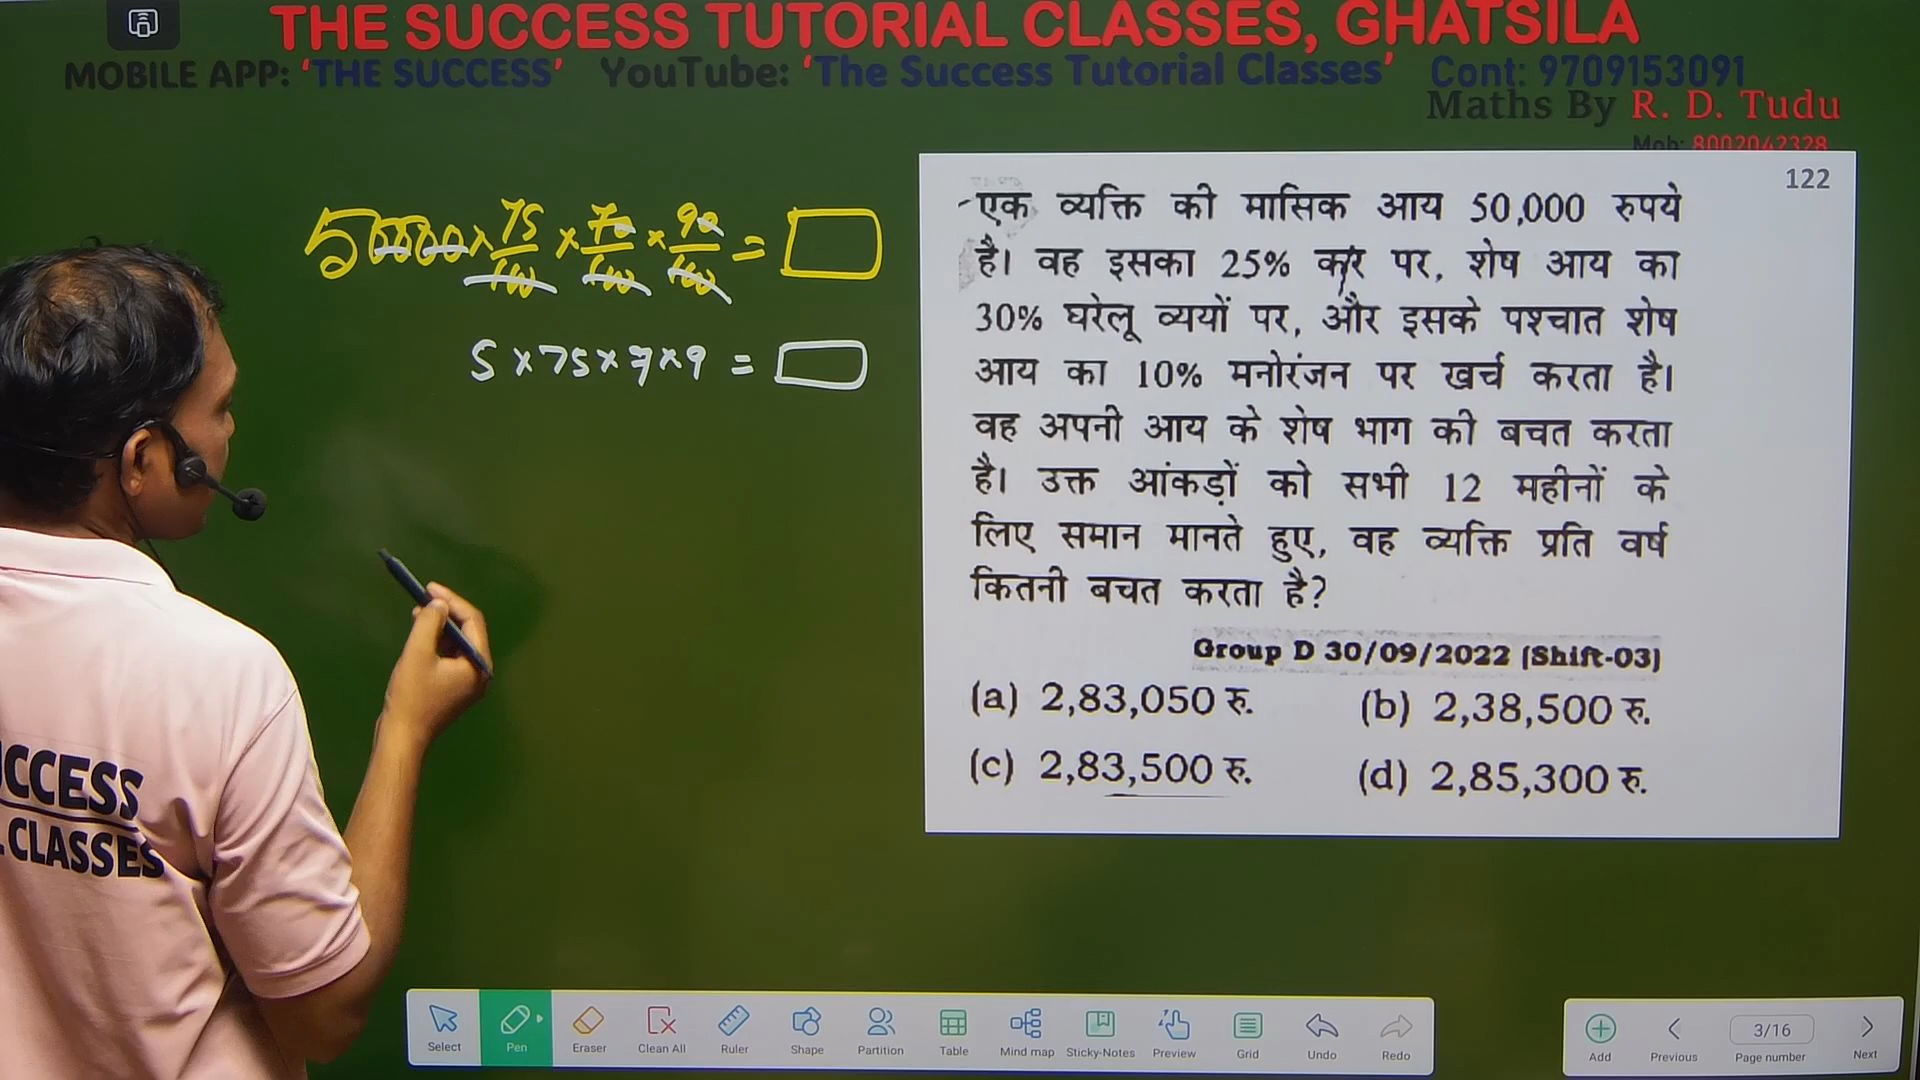 THE SUCCESS TUTORIAL CLASSES, GHATSILA
MOBILE APP: 'THE SUCCESS' YouTube: 'The Success Tutorial Classes' Cont: 9709153091
Maths By R. D. Tudu
Mob: 8002042328
122
50000 × 75/100 × 70/100 × 90/100 =
5 × 75 × 7 × 9 =
एक व्यक्ति की मासिक आय 50,000 रुपये
है। वह इसका 25% कर पर, शेष आय का
30% घरेलू व्ययों पर, और इसके पश्चात शेष
आय का 10% मनोरंजन पर खर्च करता है।
वह अपनी आय के शेष भाग की बचत करता
है। उक्त आंकड़ों को सभी 12 महीनों के
लिए समान मानते हुए, वह व्यक्ति प्रति वर्ष
कितनी बचत करता है?
Group D 30/09/2022 (Shift-03)
(a) 2,83,050 रु. (b) 2,38,500 रु.
(c) 2,83,500 रु. (d) 2,85,300 रु.
CCESS
CLASSES
Select Pen Eraser Clean All Ruler Shape Partition Table Mind map Sticky-Notes Preview Grid Undo Redo
Add Previous 3/16 Page number Next